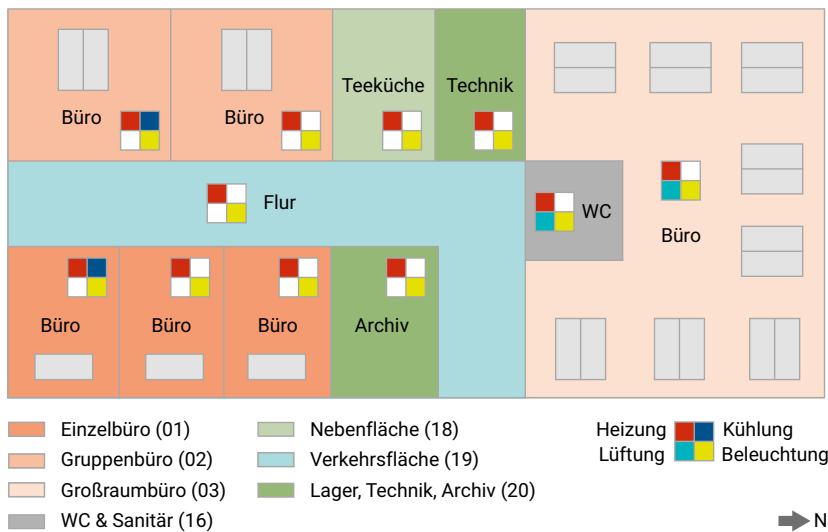 Teeküche
Technik
Büro
Büro
Flur
WC
Büro
Büro
Büro
Büro
Archiv
Einzelbüro (01)
Gruppenbüro (02)
Großraumbüro (03)
WC & Sanitär (16)
Nebenfläche (18)
Verkehrsfläche (19)
Lager, Technik, Archiv (20)
Heizung Kühlung
Lüftung Beleuchtung
N